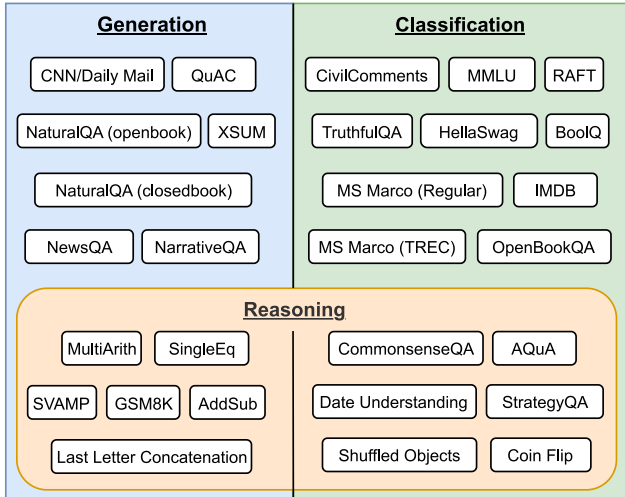 Generation
CNN/Daily Mail QuAC
NaturalQA (openbook) XSUM
NaturalQA (closedbook)
NewsQA NarrativeQA
Classification
CivilComments MMLU RAFT
TruthfulQA HellaSwag BoolQ
MS Marco (Regular) IMDB
MS Marco (TREC) OpenBookQA
Reasoning
MultiArith SingleEq
SVAMP GSM8K AddSub
Last Letter Concatenation
CommonsenseQA AQuA
Date Understanding StrategyQA
Shuffled Objects Coin Flip